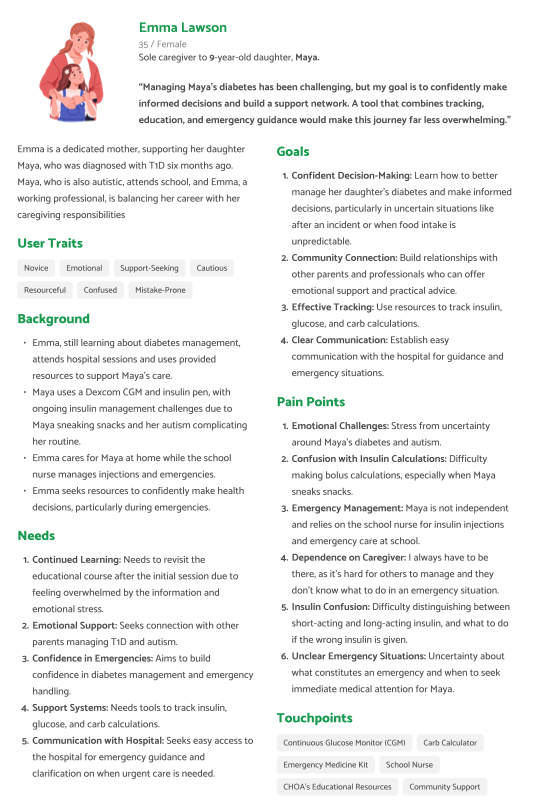 Emma Lawson
35 / Female
Sole caregiver to 9-year-old daughter, Maya.
"Managing Maya's diabetes has been challenging, but my goal is to confidently make
informed decisions and build a support network. A tool that combines tracking,
education, and emergency guidance would make this journey far less overwhelming."
Emma is a dedicated mother, supporting her daughter
Maya, who was diagnosed with T1D six months ago.
Maya, who is also autistic, attends school, and Emma, a
working professional, is balancing her career with her
caregiving responsibilities
User Traits
Novice Emotional Support-Seeking Cautious
Resourceful Confused Mistake-Prone
Background
• Emma, still learning about diabetes management,
attends hospital sessions and uses provided
resources to support Maya's care.
• Maya uses a Dexcom CGM and insulin pen, with
ongoing insulin management challenges due to
Maya sneaking snacks and her autism complicating
her routine.
• Emma cares for Maya at home while the school
nurse manages injections and emergencies.
• Emma seeks resources to confidently make health
decisions, particularly during emergencies.
Needs
1. Continued Learning: Needs to revisit the
educational course after the initial session due to
feeling overwhelmed by the information and
emotional stress.
2. Emotional Support: Seeks connection with other
parents managing T1D and autism.
3. Confidence in Emergencies: Aims to build
confidence in diabetes management and emergency
handling.
4. Support Systems: Needs tools to track insulin,
glucose, and carb calculations.
5. Communication with Hospital: Seeks easy access to
the hospital for emergency guidance and
clarification on when urgent care is needed.
Goals
1. Confident Decision-Making: Learn how to better
manage her daughter's diabetes and make informed
decisions, particularly in uncertain situations like
after an incident or when food intake is
unpredictable.
2. Community Connection: Build relationships with
other parents and professionals who can offer
emotional support and practical advice.
3. Effective Tracking: Use resources to track insulin,
glucose, and carb calculations.
4. Clear Communication: Establish easy
communication with the hospital for guidance and
emergency situations.
Pain Points
1. Emotional Challenges: Stress from uncertainty
around Maya's diabetes and autism.
2. Confusion with Insulin Calculations: Difficulty
making bolus calculations, especially when Maya
sneaks snacks.
3. Emergency Management: Maya is not independent
and relies on the school nurse for insulin injections
and emergency care at school.
4. Dependence on Caregiver: I always have to be
there, as it's hard for others to manage and they
don't know what to do in an emergency situation.
5. Insulin Confusion: Difficulty distinguishing between
short-acting and long-acting insulin, and what to do
if the wrong insulin is given.
6. Unclear Emergency Situations: Uncertainty about
what constitutes an emergency and when to seek
immediate medical attention for Maya.
Touchpoints
Continuous Glucose Monitor (CGM) Carb Calculator
Emergency Medicine Kit School Nurse
CHOA's Educational Resources Community Support